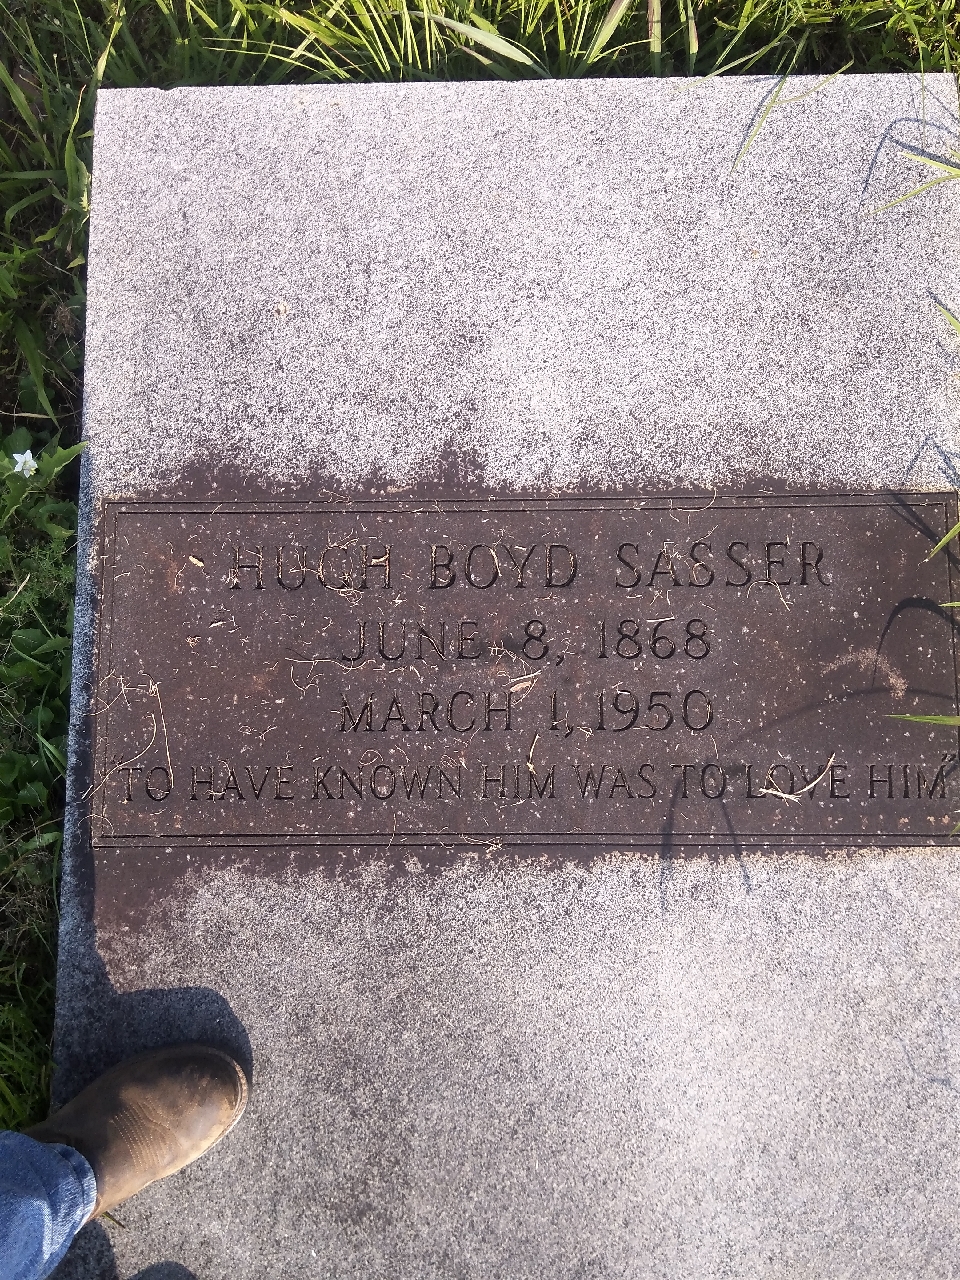 HUGH BOYD SASSER
JUNE 8, 1868
MARCH 1, 1950
"TO HAVE KNOWN HIM WAS TO LOVE HIM"